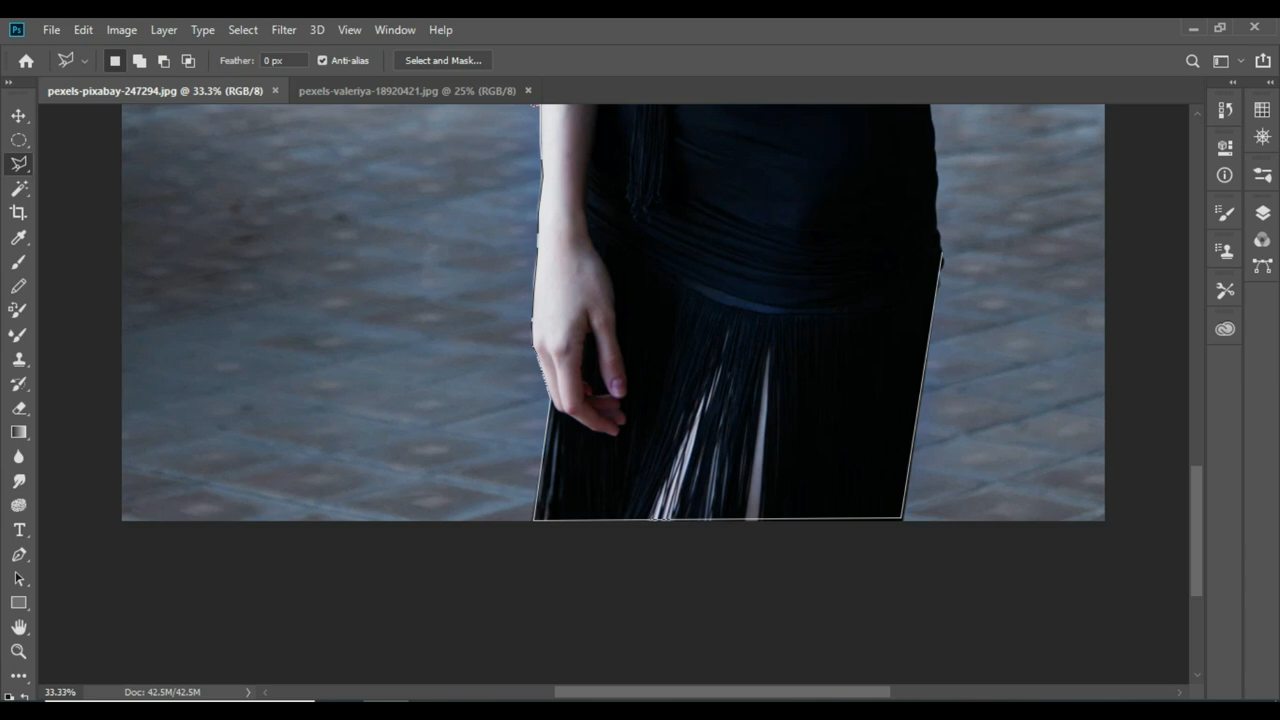 Ps File Edit Image Layer Type Select Filter 3D View Window Help
Feather: 0 px Anti-alias Select and Mask...
pexels-pixabay-247294.jpg @ 33.3% (RGB/8) × pexels-valeriya-18920421.jpg @ 25% (RGB/8) ×
33.33% Doc: 42.5M/42.5M